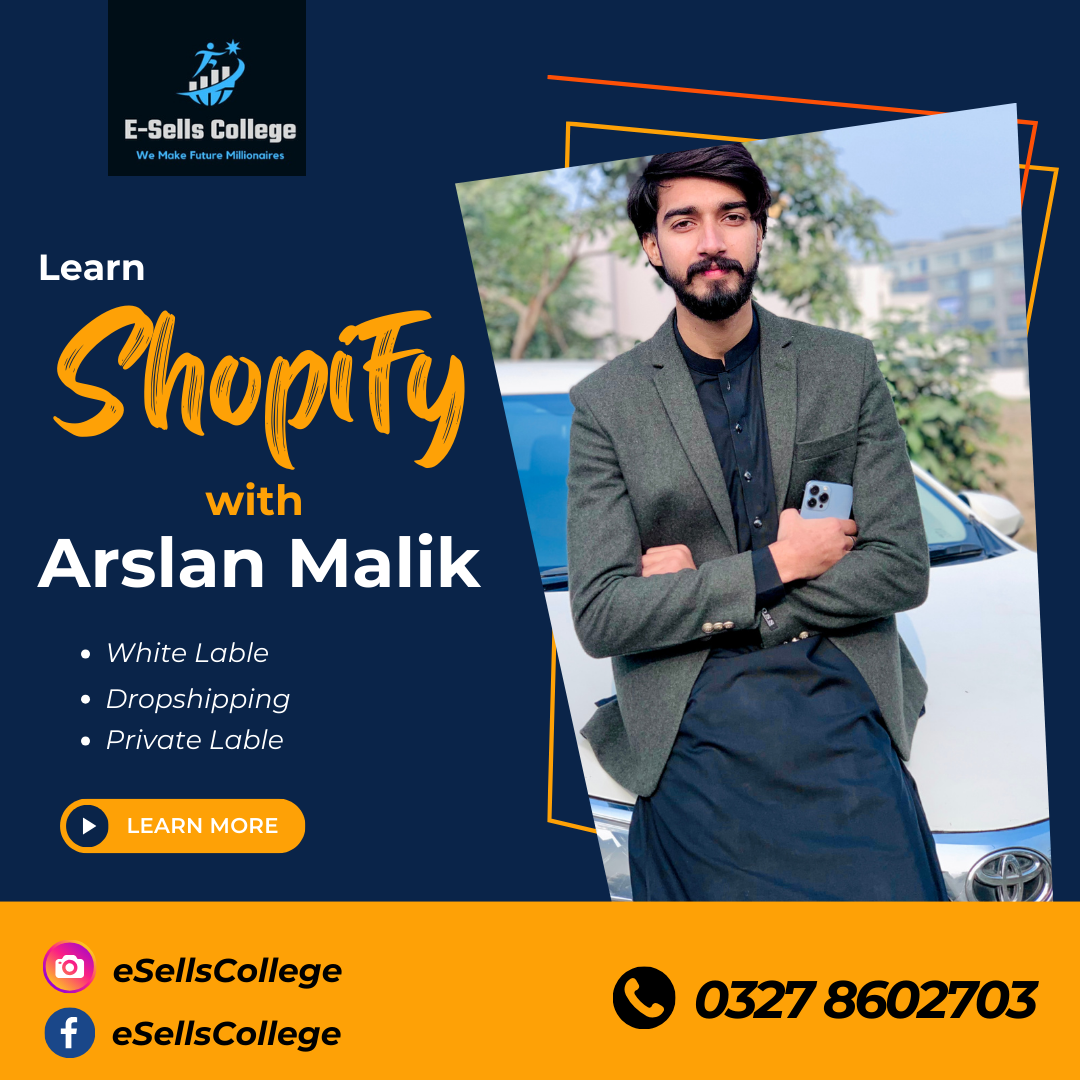 E-Sells College
We Make Future Millionaires
Learn
ShopiFy
with
Arslan Malik
White Lable
Dropshipping
Private Lable
LEARN MORE
eSellsCollege
eSellsCollege
0327 8602703